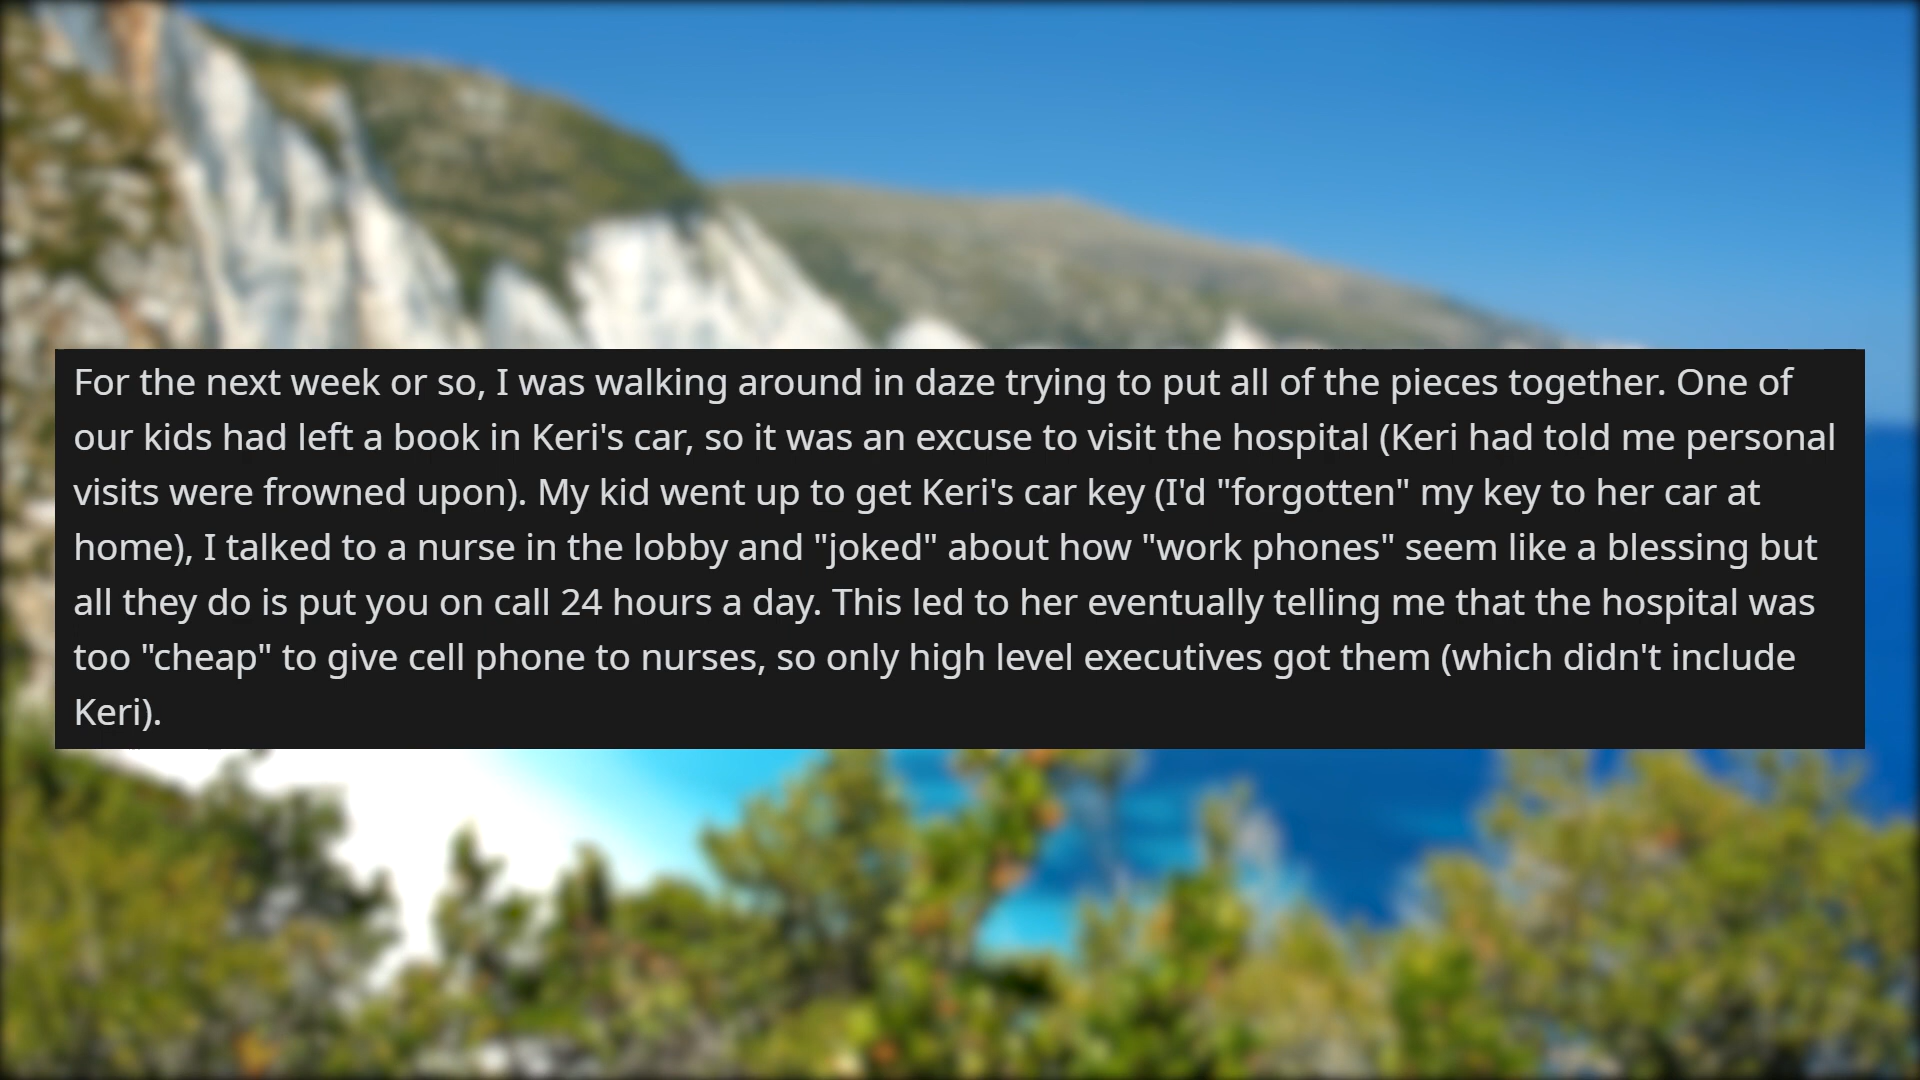 For the next week or so, I was walking around in daze trying to put all of the pieces together. One of
our kids had left a book in Keri's car, so it was an excuse to visit the hospital (Keri had told me personal
visits were frowned upon). My kid went up to get Keri's car key (I'd "forgotten" my key to her car at
home), I talked to a nurse in the lobby and "joked" about how "work phones" seem like a blessing but
all they do is put you on call 24 hours a day. This led to her eventually telling me that the hospital was
too "cheap" to give cell phone to nurses, so only high level executives got them (which didn't include
Keri).